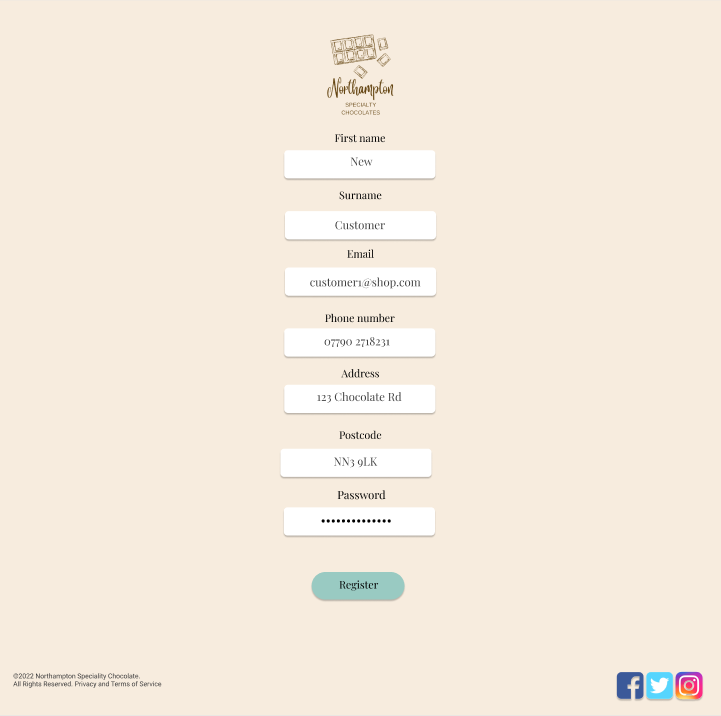 Northampton
SPECIALTY
CHOCOLATES
First name
New
Surname
Customer
Email
customer1@shop.com
Phone number
07790 2718231
Address
123 Chocolate Rd
Postcode
NN3 9LK
Password
••••••••••••••
Register
©2022 Northampton Speciality Chocolate.
All Rights Reserved. Privacy and Terms of Service